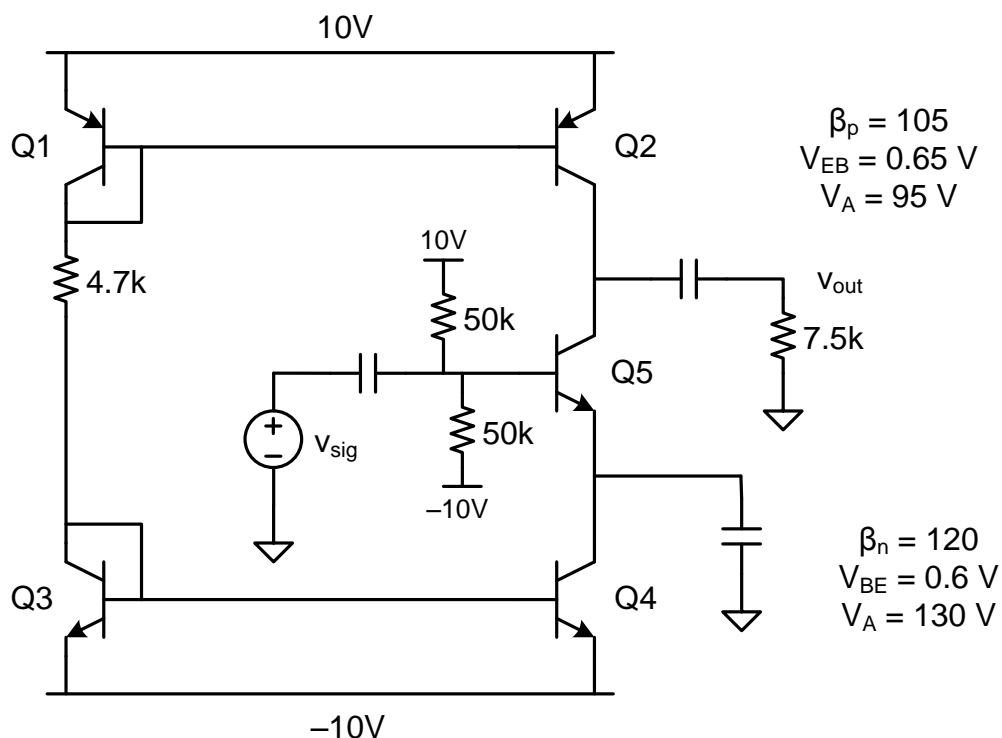 10V
Q1
Q2
βp = 105
VEB = 0.65 V
VA = 95 V
10V
4.7k
50k
vout
7.5k
Q5
vsig
50k
–10V
βn = 120
VBE = 0.6 V
VA = 130 V
Q3
Q4
–10V